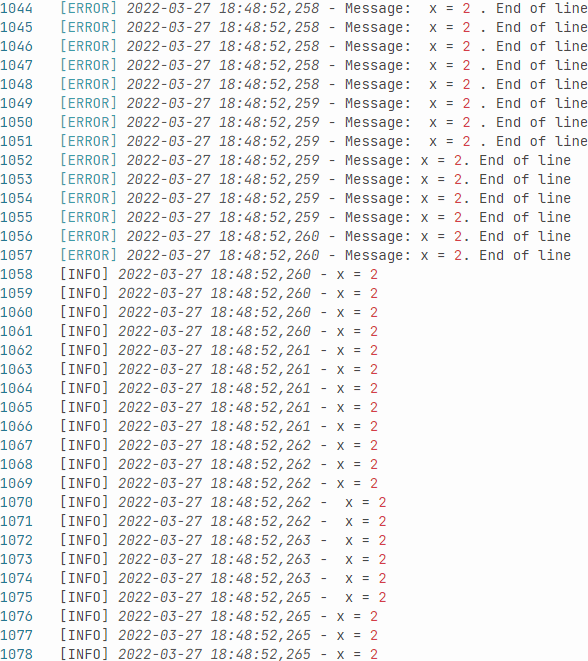 1044 [ERROR] 2022-03-27 18:48:52,258 - Message:  x = 2 . End of line
1045 [ERROR] 2022-03-27 18:48:52,258 - Message:  x = 2 . End of line
1046 [ERROR] 2022-03-27 18:48:52,258 - Message:  x = 2 . End of line
1047 [ERROR] 2022-03-27 18:48:52,258 - Message:  x = 2 . End of line
1048 [ERROR] 2022-03-27 18:48:52,258 - Message:  x = 2 . End of line
1049 [ERROR] 2022-03-27 18:48:52,259 - Message:  x = 2 . End of line
1050 [ERROR] 2022-03-27 18:48:52,259 - Message:  x = 2 . End of line
1051 [ERROR] 2022-03-27 18:48:52,259 - Message:  x = 2 . End of line
1052 [ERROR] 2022-03-27 18:48:52,259 - Message: x = 2. End of line
1053 [ERROR] 2022-03-27 18:48:52,259 - Message: x = 2. End of line
1054 [ERROR] 2022-03-27 18:48:52,259 - Message: x = 2. End of line
1055 [ERROR] 2022-03-27 18:48:52,259 - Message: x = 2. End of line
1056 [ERROR] 2022-03-27 18:48:52,260 - Message: x = 2. End of line
1057 [ERROR] 2022-03-27 18:48:52,260 - Message: x = 2. End of line
1058 [INFO] 2022-03-27 18:48:52,260 - x = 2
1059 [INFO] 2022-03-27 18:48:52,260 - x = 2
1060 [INFO] 2022-03-27 18:48:52,260 - x = 2
1061 [INFO] 2022-03-27 18:48:52,260 - x = 2
1062 [INFO] 2022-03-27 18:48:52,261 - x = 2
1063 [INFO] 2022-03-27 18:48:52,261 - x = 2
1064 [INFO] 2022-03-27 18:48:52,261 - x = 2
1065 [INFO] 2022-03-27 18:48:52,261 - x = 2
1066 [INFO] 2022-03-27 18:48:52,261 - x = 2
1067 [INFO] 2022-03-27 18:48:52,262 - x = 2
1068 [INFO] 2022-03-27 18:48:52,262 - x = 2
1069 [INFO] 2022-03-27 18:48:52,262 - x = 2
1070 [INFO] 2022-03-27 18:48:52,262 -  x = 2
1071 [INFO] 2022-03-27 18:48:52,262 -  x = 2
1072 [INFO] 2022-03-27 18:48:52,263 -  x = 2
1073 [INFO] 2022-03-27 18:48:52,263 -  x = 2
1074 [INFO] 2022-03-27 18:48:52,263 -  x = 2
1075 [INFO] 2022-03-27 18:48:52,265 -  x = 2
1076 [INFO] 2022-03-27 18:48:52,265 - x = 2
1077 [INFO] 2022-03-27 18:48:52,265 - x = 2
1078 [INFO] 2022-03-27 18:48:52,265 - x = 2